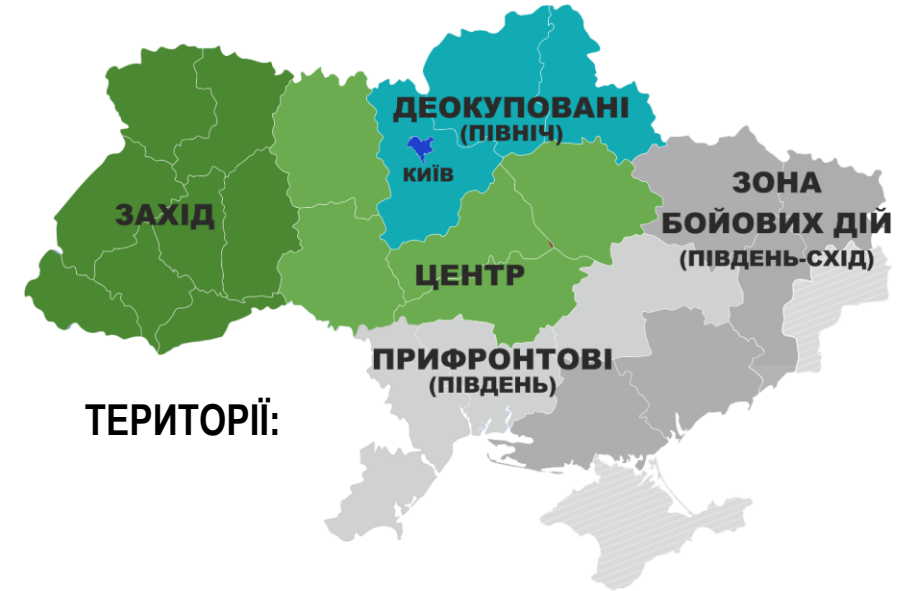 ДЕОКУПОВАНІ
(ПІВНІЧ)
КИЇВ
ЗОНА
БОЙОВИХ ДІЙ
(ПІВДЕНЬ-СХІД)
ЗАХІД
ЦЕНТР
ПРИФРОНТОВІ
(ПІВДЕНЬ)
ТЕРИТОРІЇ: